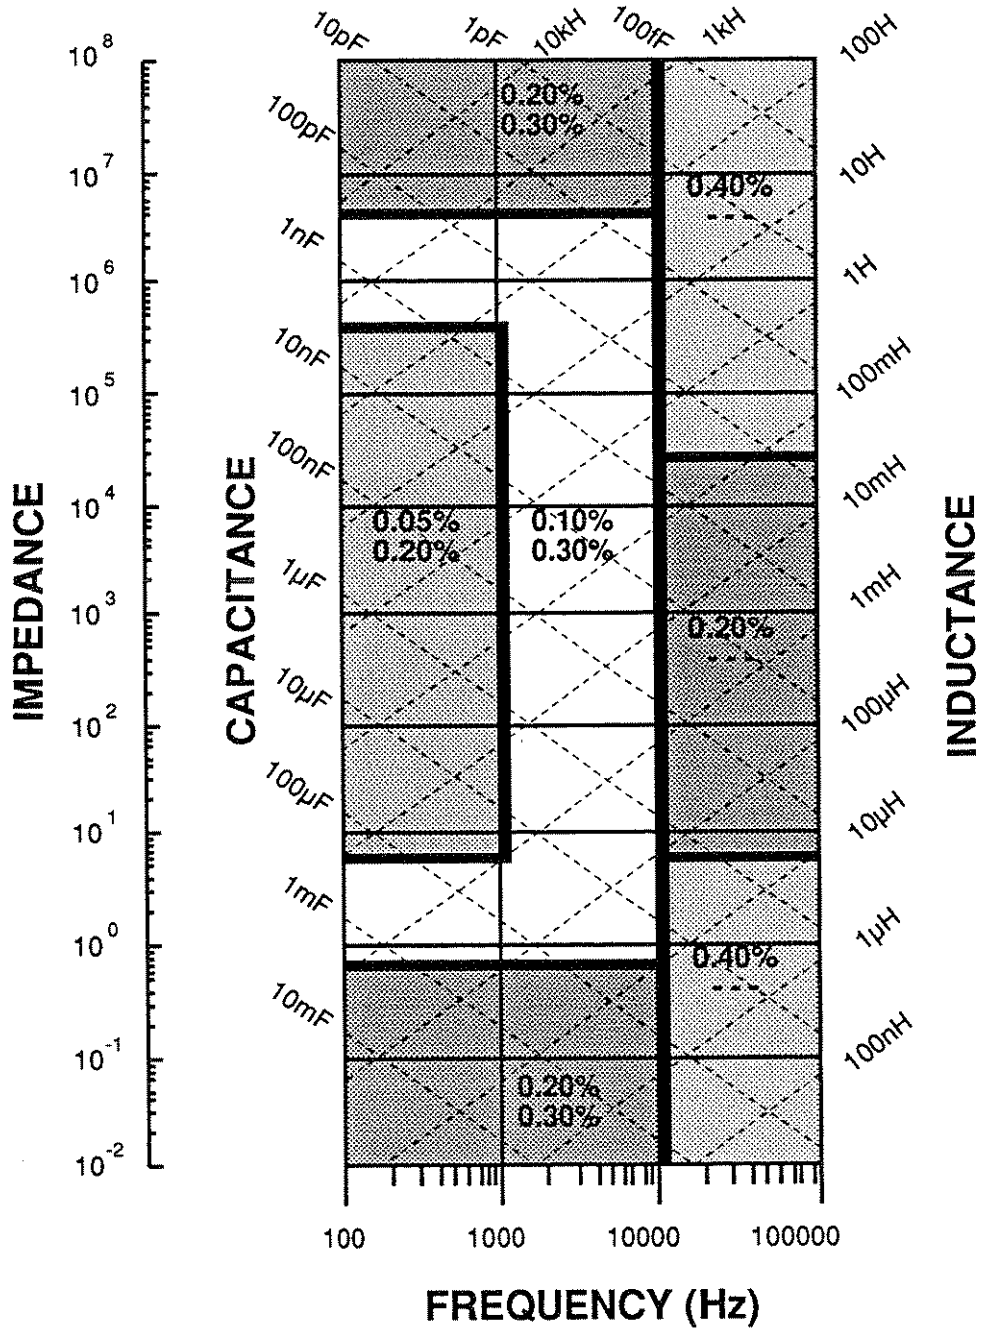 10pF
1pF
10kH
100fF
1kH
100H
10^8
100pF
0.20%
0.30%
10H
10^7
0.40%
- - -
1nF
1H
10^6
10nF
100mH
10^5
100nF
10mH
10^4
0.05%
0.20%
0.10%
0.30%
1µF
1mH
10^3
0.20%
- - -
10µF
100µH
10^2
100µF
10µH
10^1
1mF
1µH
10^0
0.40%
- - -
10mF
100nH
10^-1
0.20%
0.30%
10^-2
IMPEDANCE
CAPACITANCE
INDUCTANCE
100
1000
10000
100000
FREQUENCY (Hz)